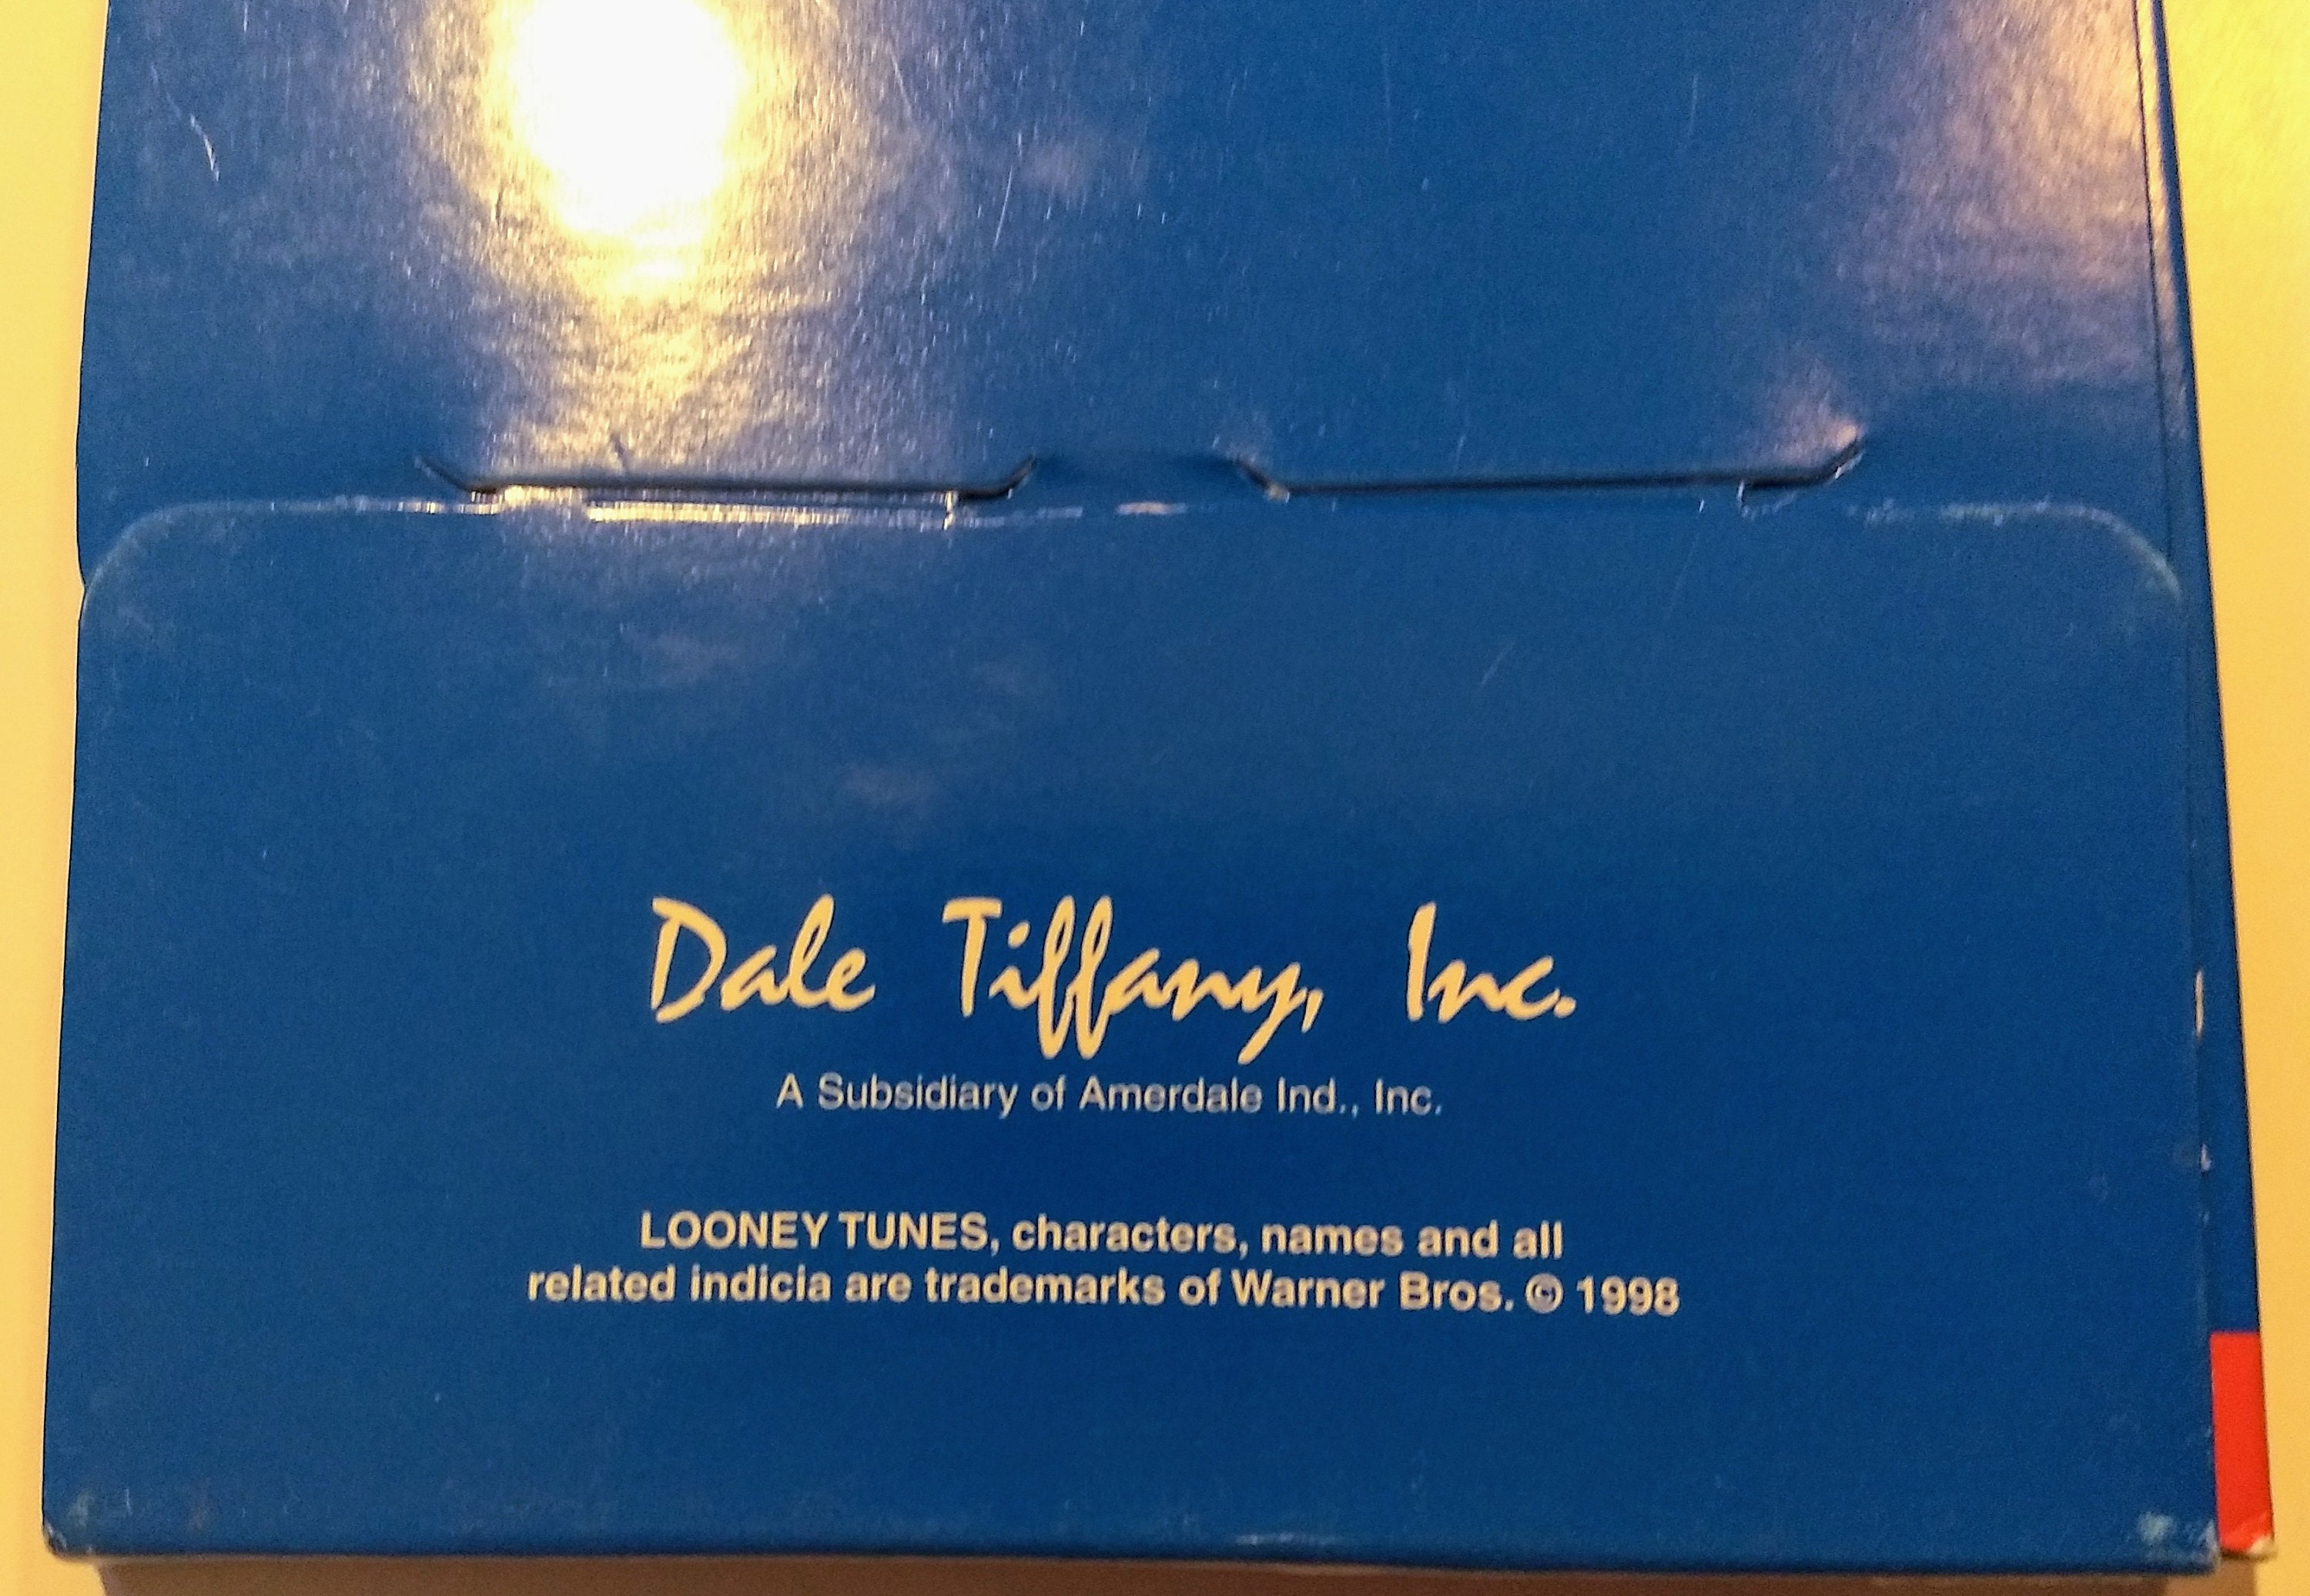 Dale Tiffany, Inc.
A Subsidiary of Amerdale Ind., Inc.
LOONEY TUNES, characters, names and all
related indicia are trademarks of Warner Bros. © 1998